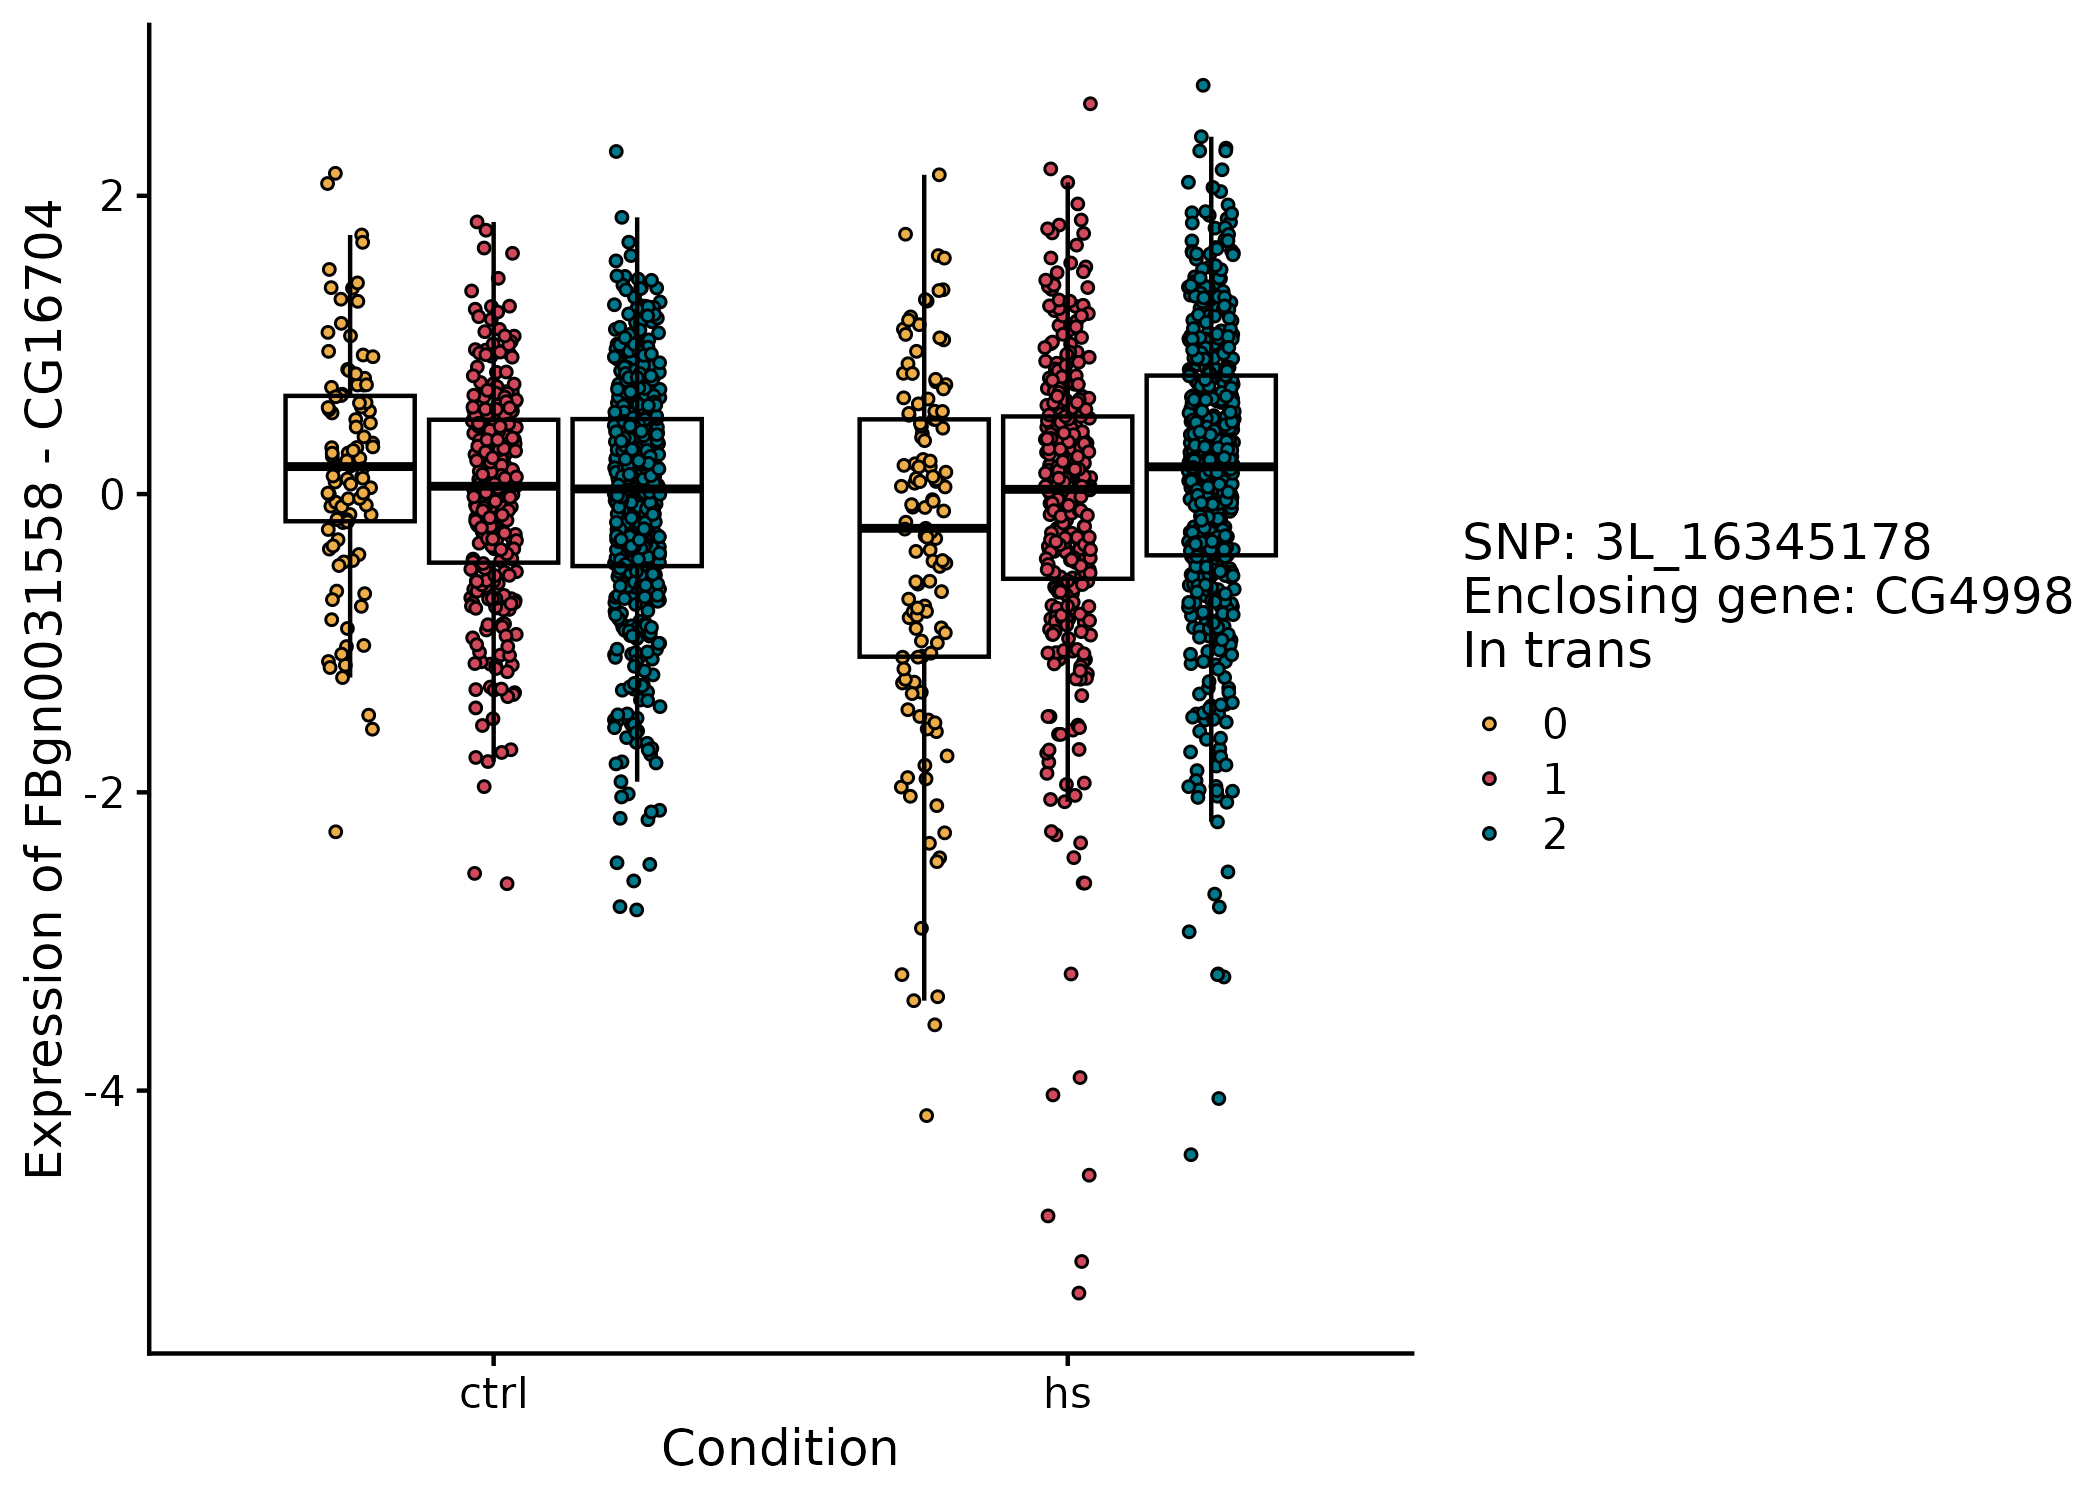 Expression of FBgn0031558 - CG16704
2
0
-2
-4
ctrl
hs
Condition
SNP: 3L_16345178
Enclosing gene: CG4998
In trans
0
1
2